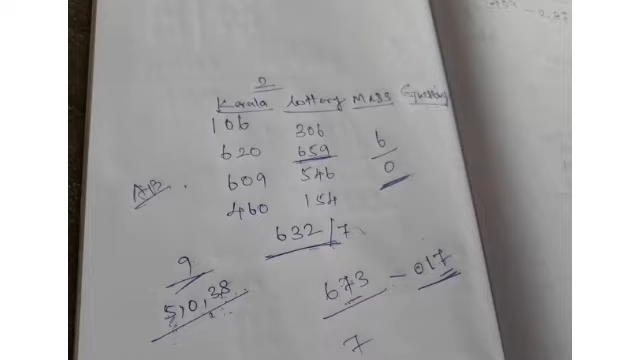 2
Kerala Lottery Mass Guessing
106 306
620 659 6
609 546 0
AB.
460 154
632/7
9
5,0,38
673 - 017
7